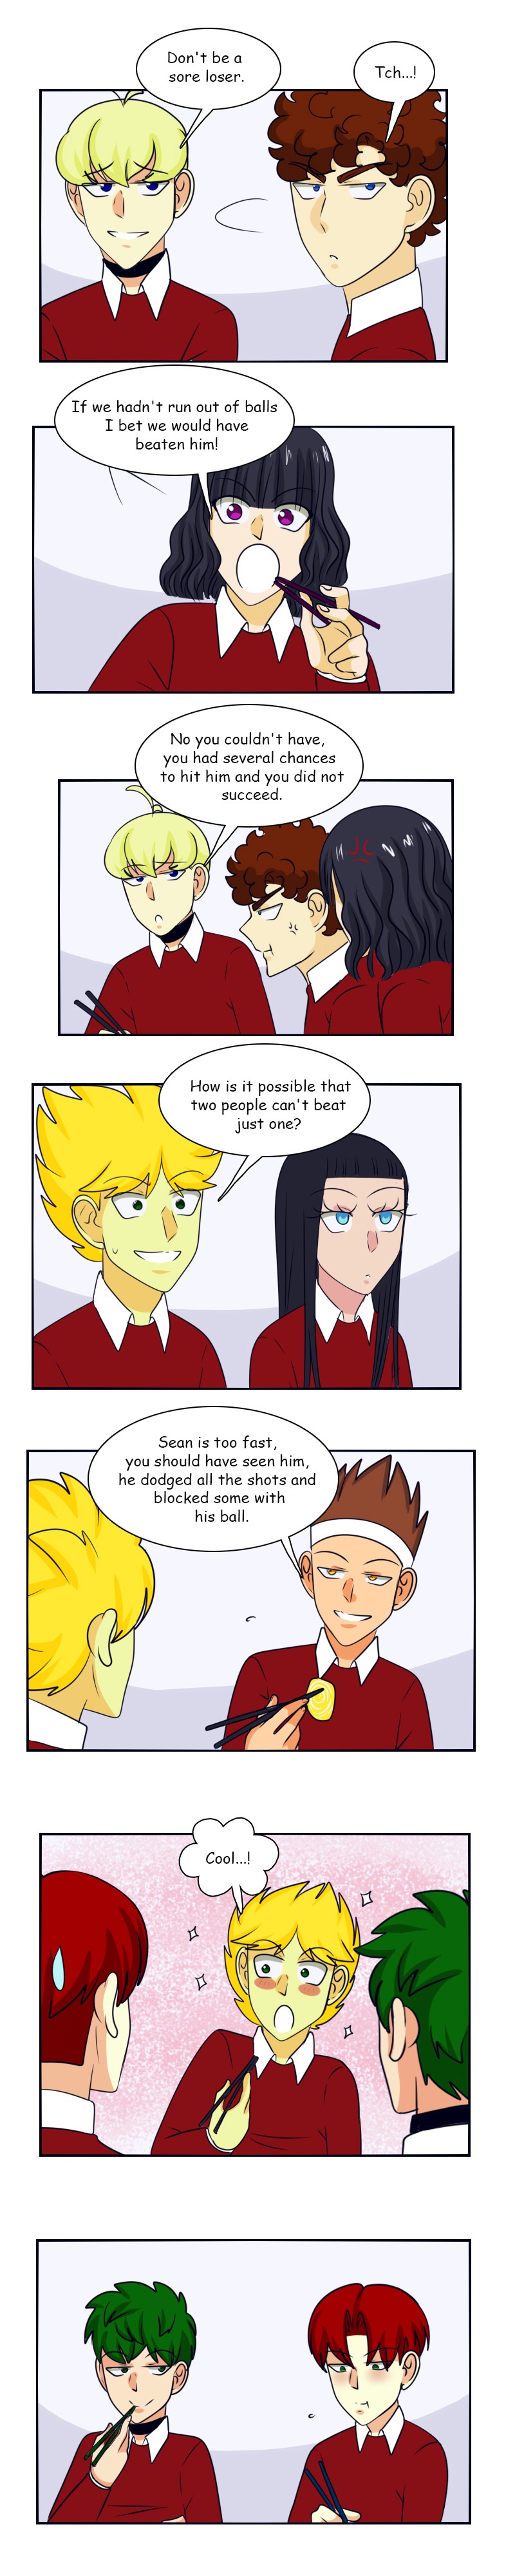 Don't be a
sore loser.
Tch...!
If we hadn't run out of balls
I bet we would have
beaten him!
No you couldn't have,
you had several chances
to hit him and you did not
succeed.
How is it possible that
two people can't beat
just one?
Sean is too fast,
you should have seen him,
he dodged all the shots and
blocked some with
his ball.
Cool...!